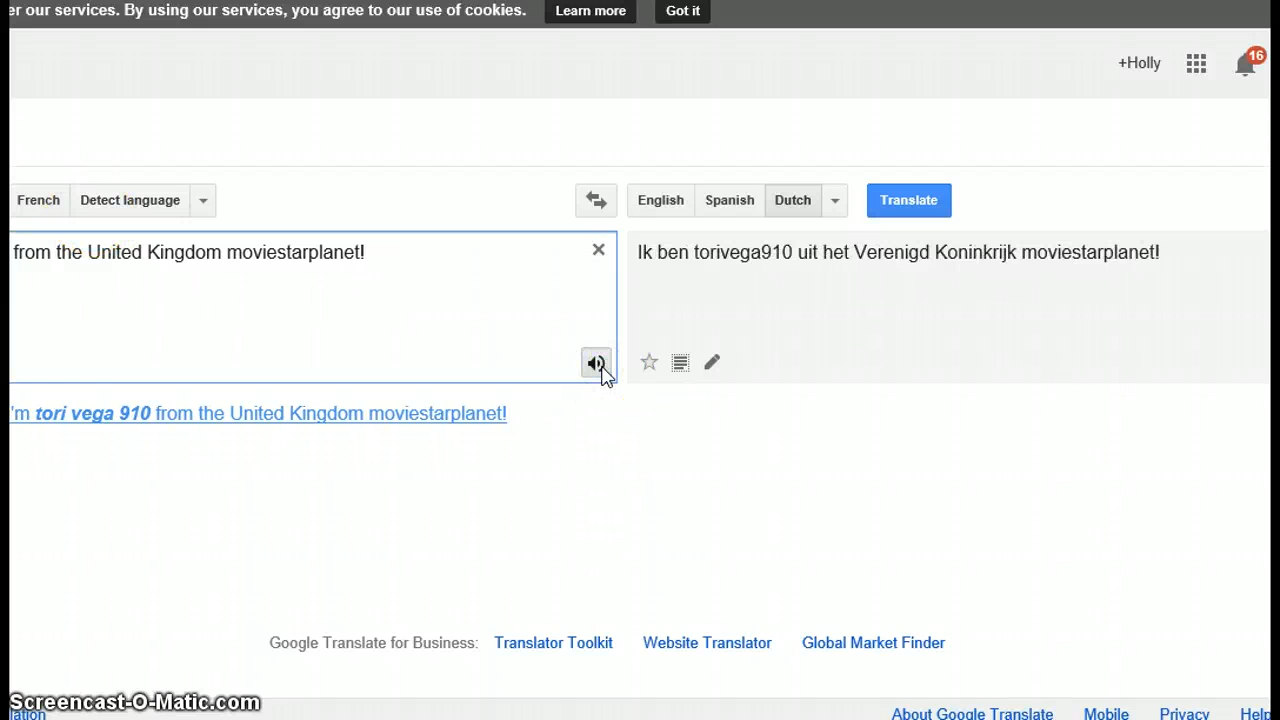 er our services. By using our services, you agree to our use of cookies. Learn more Got it
+Holly 16
French Detect language English Spanish Dutch Translate
from the United Kingdom moviestarplanet!
Ik ben torivega910 uit het Verenigd Koninkrijk moviestarplanet!
'm tori vega 910 from the United Kingdom moviestarplanet!
Google Translate for Business: Translator Toolkit Website Translator Global Market Finder
Screencast-O-Matic.com
lation About Google Translate Mobile Privacy Help